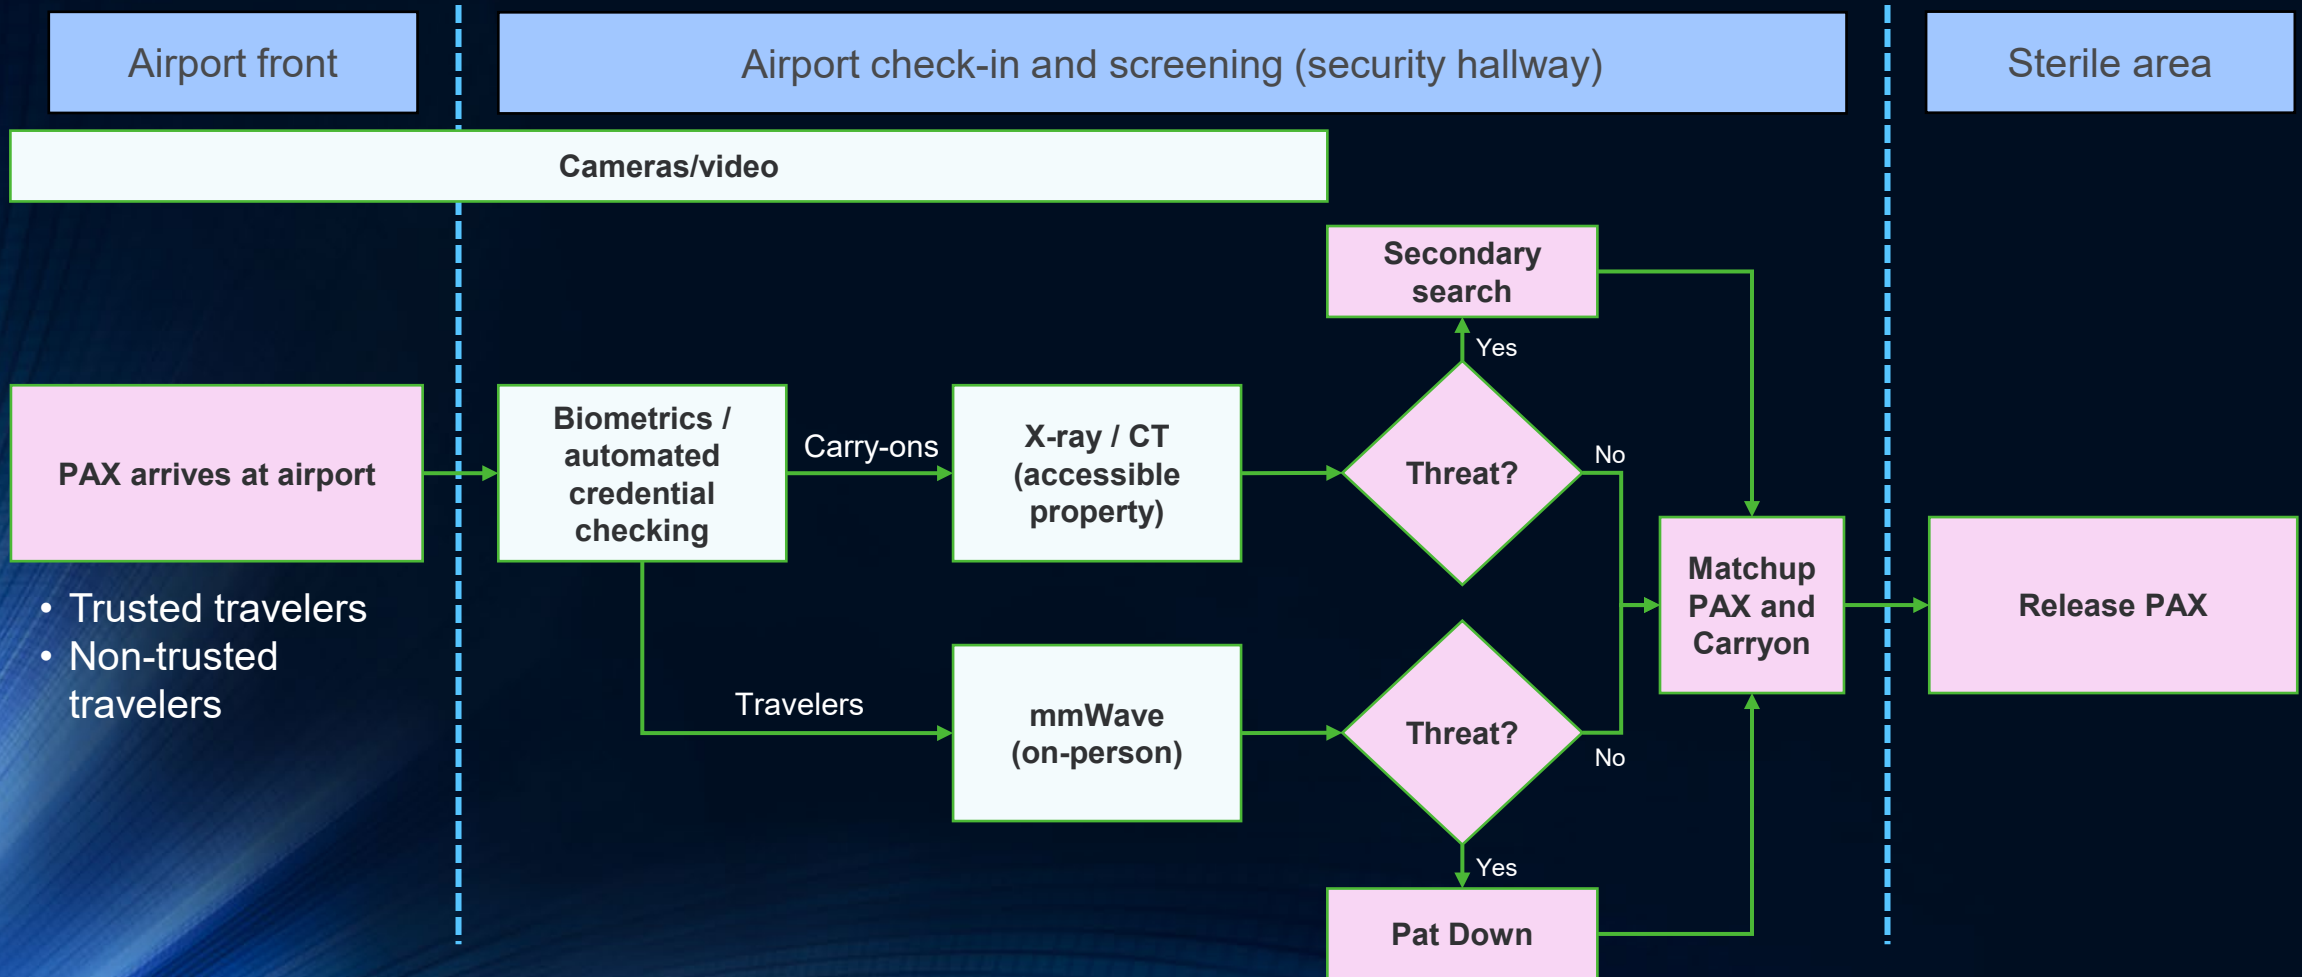 Airport front
Airport check-in and screening (security hallway)
Sterile area
Cameras/video
Secondary
search
Yes
PAX arrives at airport
Biometrics /
automated
credential
checking
Carry-ons
X-ray / CT
(accessible
property)
Threat?
No
Matchup
PAX and
Carryon
Release PAX
• Trusted travelers
• Non-trusted
travelers
Travelers
mmWave
(on-person)
Threat?
No
Yes
Pat Down